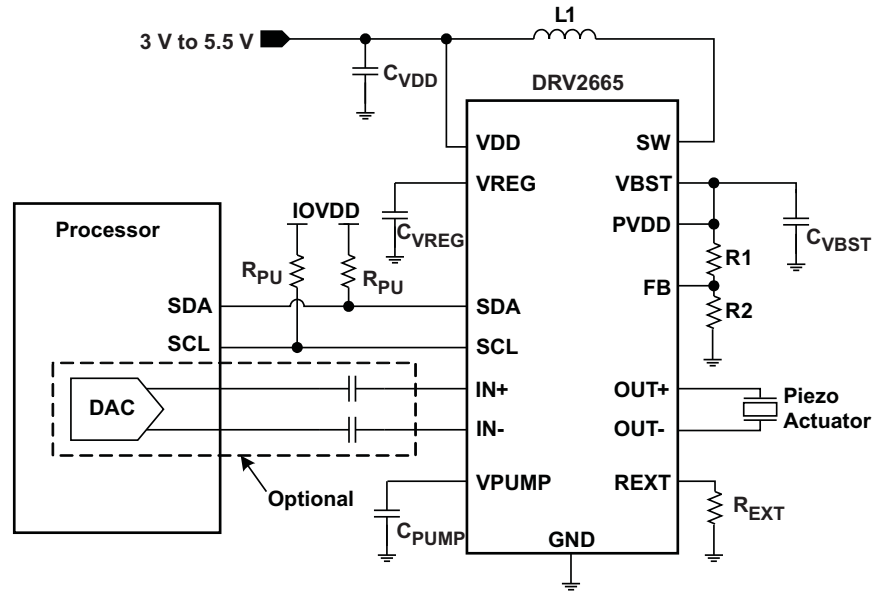 L1
3 V to 5.5 V
CVDD
DRV2665
VDD
SW
VREG
VBST
IOVDD
CVREG
PVDD
CVBST
Processor
RPU
RPU
R1
FB
R2
SDA
SDA
SCL
SCL
DAC
IN+
OUT+
Piezo
Actuator
IN-
OUT-
Optional
VPUMP
REXT
REXT
CPUMP
GND